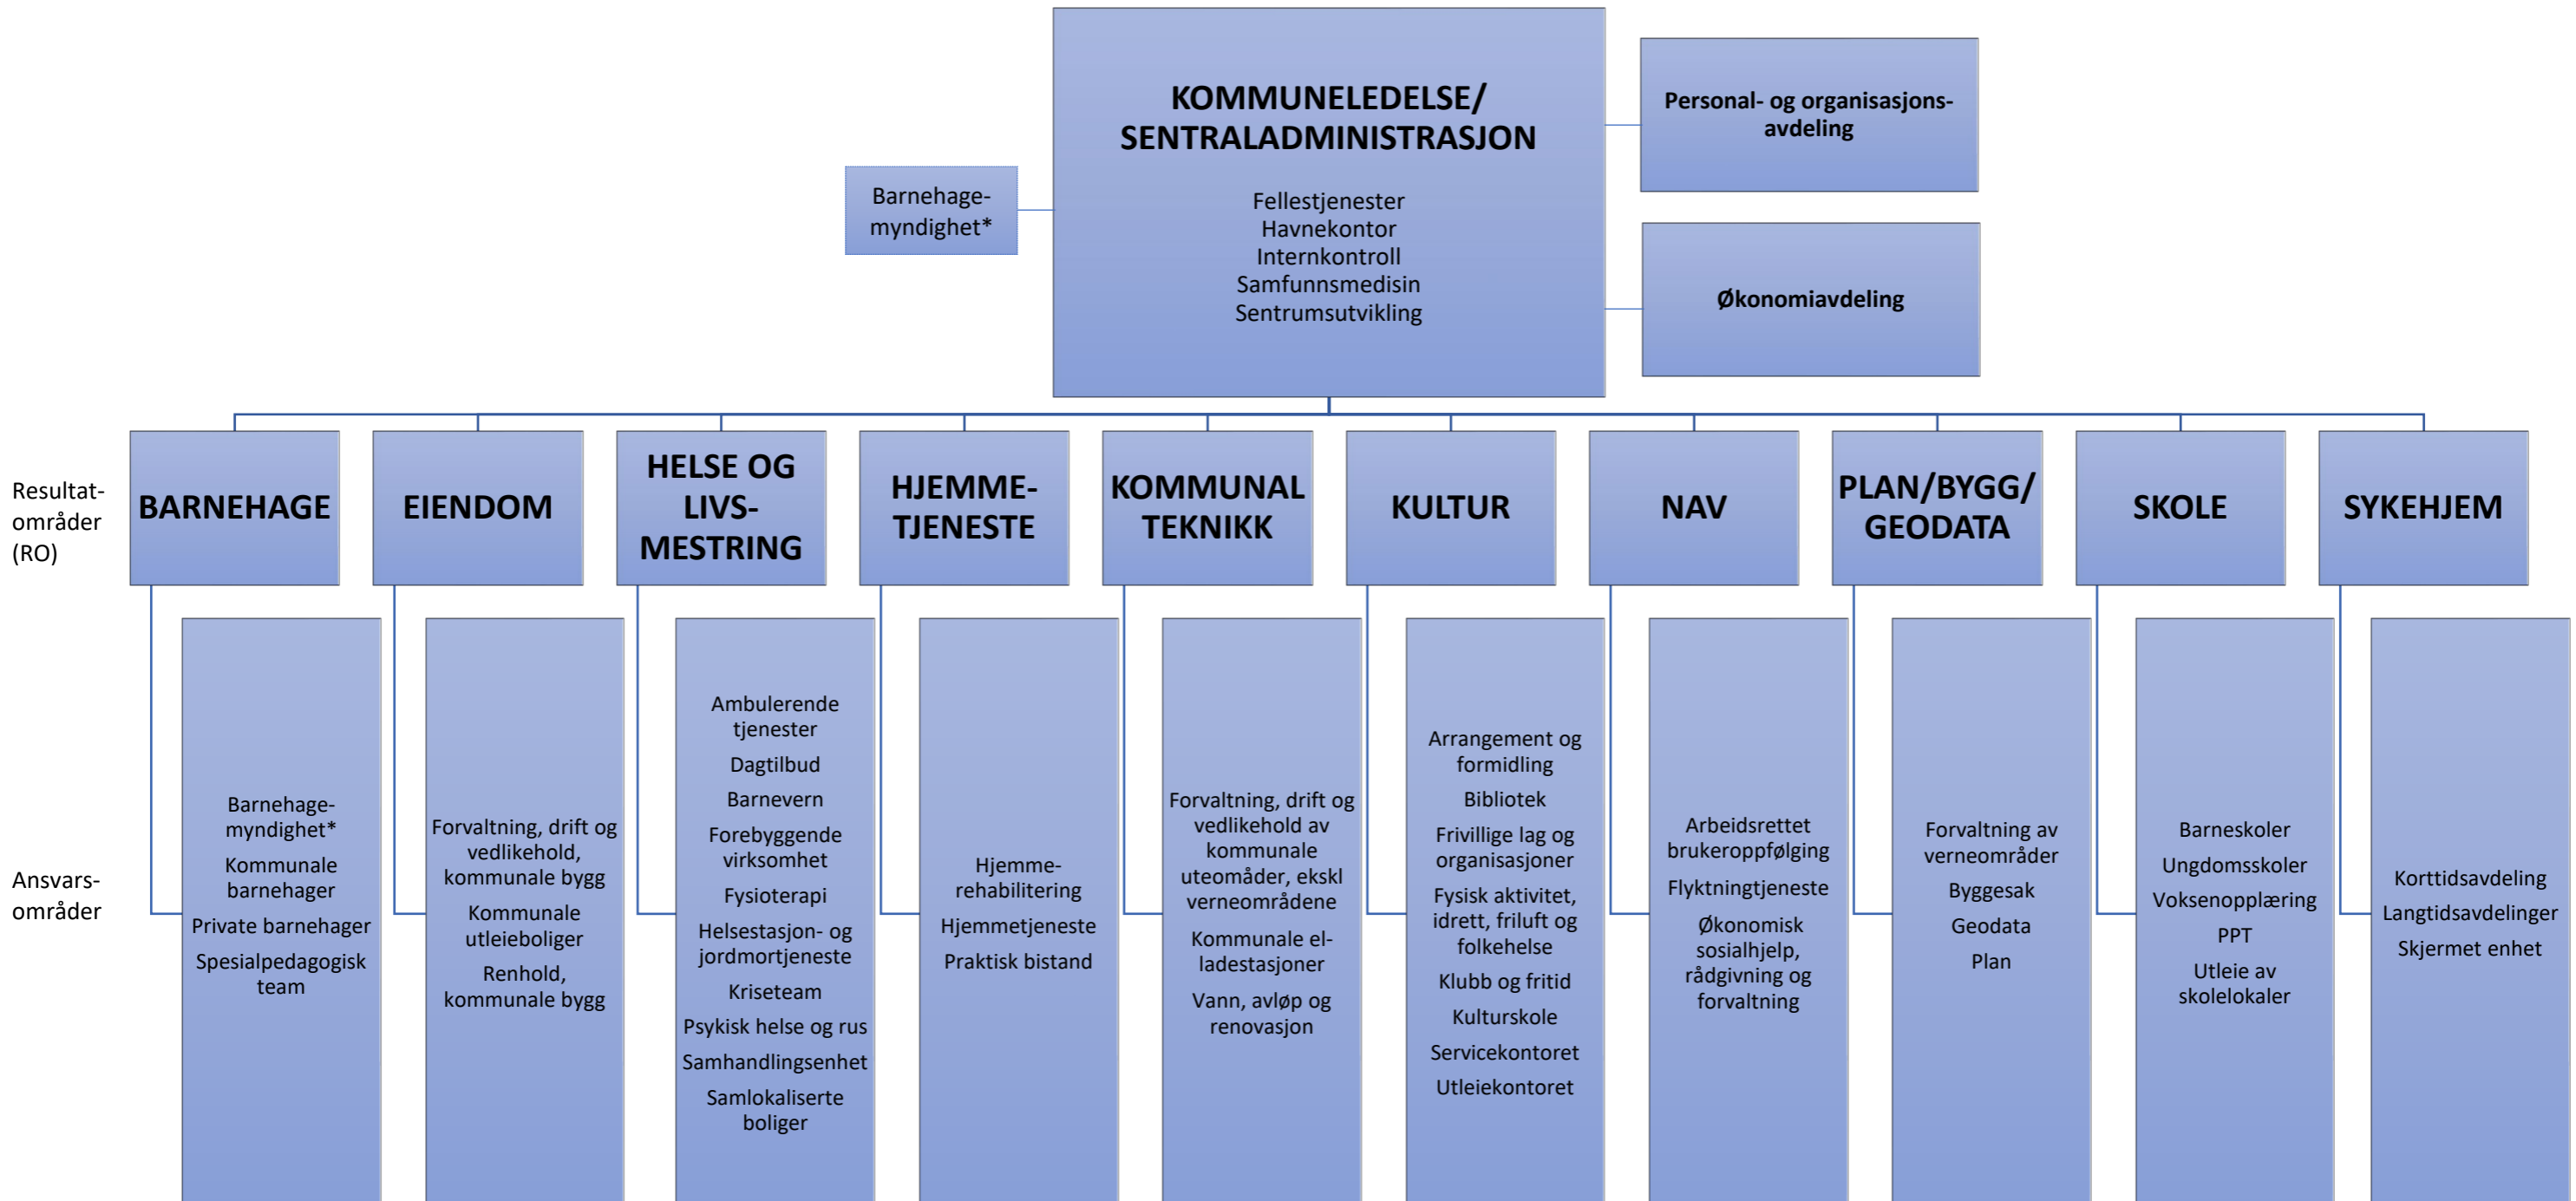 KOMMUNELEDELSE/
SENTRALADMINISTRASJON
Fellestjenester
Havnekontor
Internkontroll
Samfunnsmedisin
Sentrumsutvikling
Personal- og organisasjons-
avdeling
Barnehage-
myndighet*
Økonomiavdeling
Resultat-
områder
(RO)
BARNEHAGE
EIENDOM
HELSE OG
LIVS-
MESTRING
HJEMME-
TJENESTE
KOMMUNAL
TEKNIKK
KULTUR
NAV
PLAN/BYGG/
GEODATA
SKOLE
SYKEHJEM
Ansvars-
områder
Barnehage-
myndighet*
Kommunale
barnehager
Private barnehager
Spesialpedagogisk
team
Forvaltning, drift og
vedlikehold,
kommunale bygg
Kommunale
utleieboliger
Renhold,
kommunale bygg
Ambulerende
tjenester
Dagtilbud
Barnevern
Forebyggende
virksomhet
Fysioterapi
Helsestasjon- og
jordmortjeneste
Kriseteam
Psykisk helse og rus
Samhandlingsenhet
Samlokaliserte
boliger
Hjemme-
rehabilitering
Hjemmetjeneste
Praktisk bistand
Forvaltning, drift og
vedlikehold av
kommunale
uteomåder, ekskl
verneområdene
Kommunale el-
ladestasjoner
Vann, avløp og
renovasjon
Arrangement og
formidling
Bibliotek
Frivillige lag og
organisasjoner
Fysisk aktivitet,
idrett, friluft og
folkehelse
Klubb og fritid
Kulturskole
Servicekontoret
Utleiekontoret
Arbeidsrettet
brukeroppfølging
Flyktningtjeneste
Økonomisk
sosialhjelp,
rådgivning og
forvaltning
Forvaltning av
verneområder
Byggesak
Geodata
Plan
Barneskoler
Ungdomsskoler
Voksenopplæring
PPT
Utleie av
skolelokaler
Korttidsavdeling
Langtidsavdelinger
Skjermet enhet